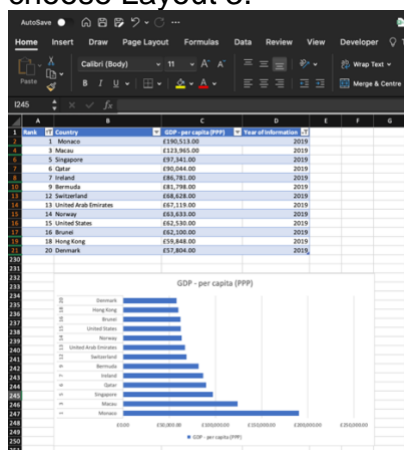 choose Layout 3.
AutoSave
Home Insert Draw Page Layout Formulas Data Review View Developer
Paste Calibri (Body) 11 A A Wrap Text
B I U A Merge & Centre
I245 fx
A B C D E F G
1 Rank Country GDP - per capita (PPP) Year of Information
1 Monaco £190,513.00 2019
3 Macau £123,965.00 2019
5 Singapore £97,341.00 2019
6 Qatar £90,044.00 2019
7 Ireland £86,781.00 2019
9 Bermuda £81,798.00 2019
12 Switzerland £68,628.00 2019
13 United Arab Emirates £67,119.00 2019
14 Norway £63,633.00 2019
15 United States £62,530.00 2019
16 Brunei £62,100.00 2019
18 Hong Kong £59,848.00 2019
20 Denmark £57,804.00 2019
230
231
232
233
234
235
237
238
239
240
241
242
243
244
245
246
247
248
249
250
GDP - per capita (PPP)
20 Denmark
18 Hong Kong
16 Brunei
15 United States
14 Norway
13 United Arab Emirates
12 Switzerland
9 Bermuda
7 Ireland
6 Qatar
5 Singapore
3 Macau
1 Monaco
£0.00 £50,000.00 £100,000.00 £150,000.00 £200,000.00 £250,000.00
GDP - per capita (PPP)